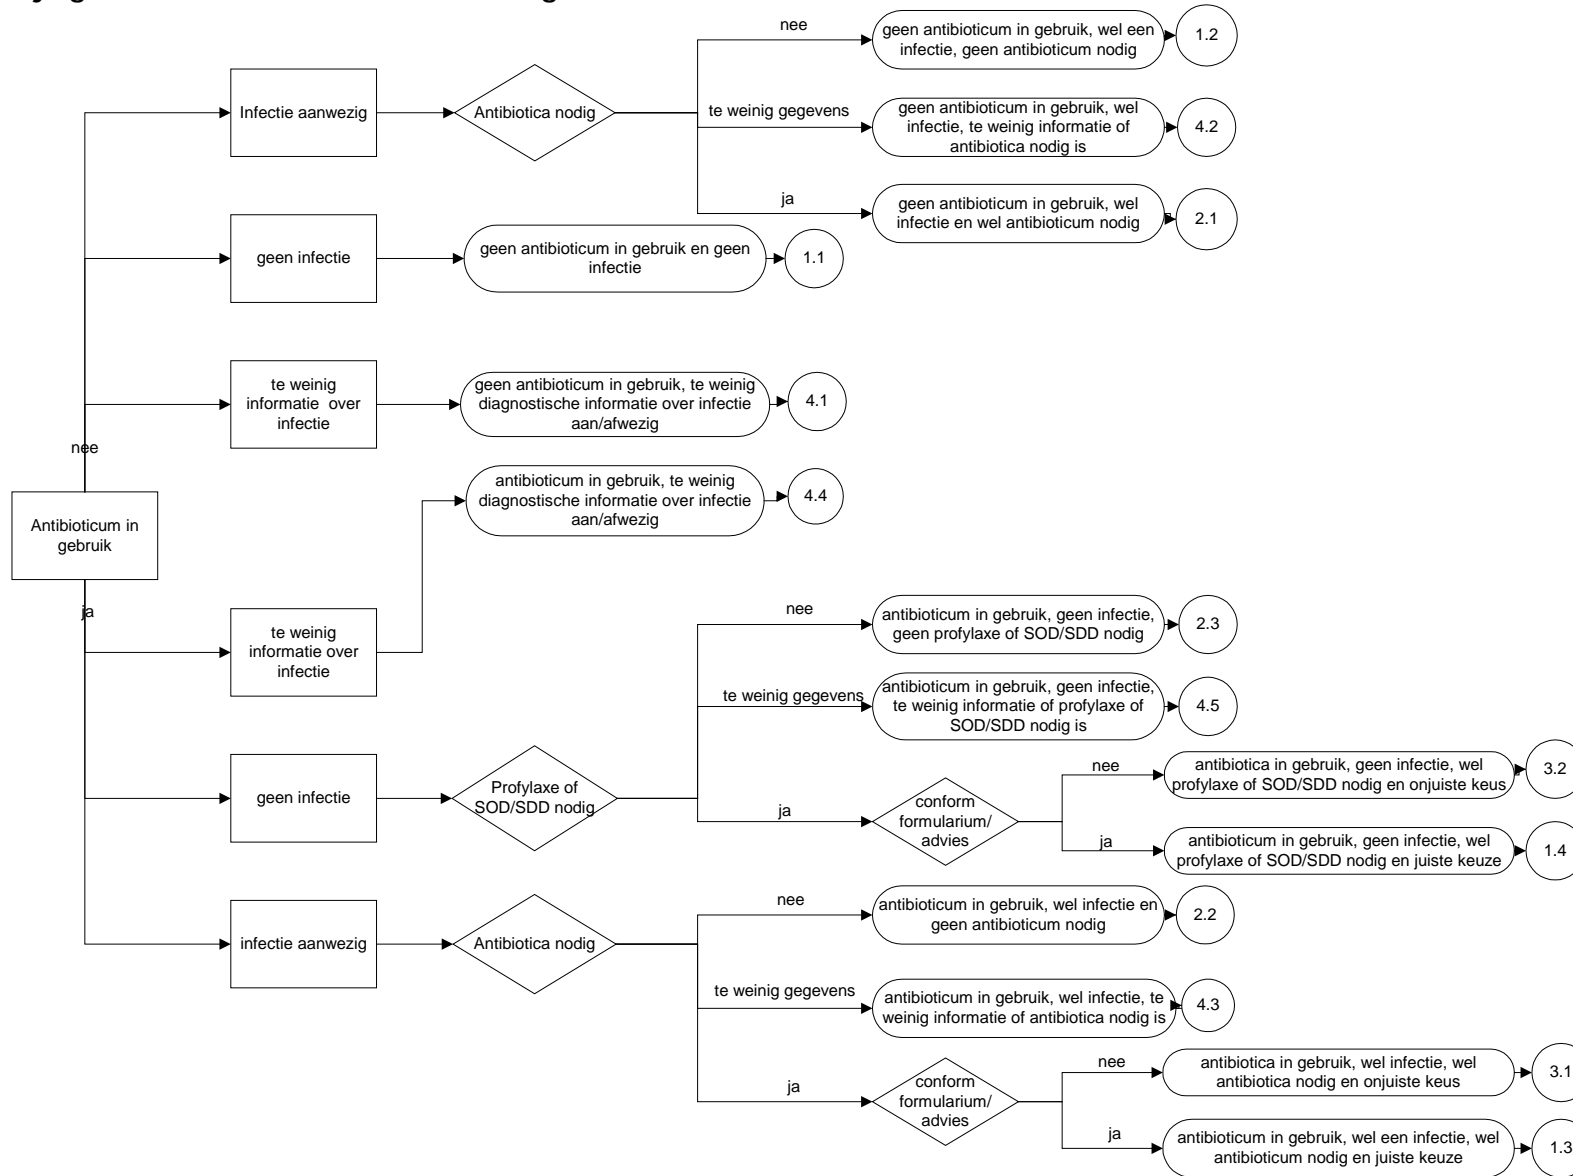 nee
geen antibioticum in gebruik, wel een
infectie, geen antibioticum nodig
1.2
Infectie aanwezig
Antibiotica nodig
te weinig gegevens
geen antibioticum in gebruik, wel
infectie, te weinig informatie of
antibiotica nodig is
4.2
ja
geen antibioticum in gebruik, wel
infectie en wel antibioticum nodig
2.1
geen infectie
geen antibioticum in gebruik en geen
infectie
1.1
te weinig
informatie over
infectie
geen antibioticum in gebruik, te weinig
diagnostische informatie over infectie
aan/afwezig
4.1
nee
antibioticum in gebruik, te weinig
diagnostische informatie over infectie
aan/afwezig
4.4
Antibioticum in
gebruik
ja
te weinig
informatie over
infectie
nee
antibioticum in gebruik, geen infectie,
geen profylaxe of SOD/SDD nodig
2.3
te weinig gegevens
antibioticum in gebruik, geen infectie,
te weinig informatie of profylaxe of
SOD/SDD nodig is
4.5
geen infectie
Profylaxe of
SOD/SDD nodig
ja
conform
formularium/
advies
nee
antibiotica in gebruik, geen infectie, wel
profylaxe of SOD/SDD nodig en onjuiste keus
3.2
ja
antibioticum in gebruik, geen infectie, wel
profylaxe of SOD/SDD nodig en juiste keuze
1.4
infectie aanwezig
Antibiotica nodig
nee
antibioticum in gebruik, wel infectie en
geen antibioticum nodig
2.2
te weinig gegevens
antibioticum in gebruik, wel infectie, te
weinig informatie of antibiotica nodig is
4.3
ja
conform
formularium/
advies
nee
antibiotica in gebruik, wel infectie, wel
antibiotica nodig en onjuiste keus
3.1
ja
antibioticum in gebruik, wel een infectie, wel
antibioticum nodig en juiste keuze
1.3